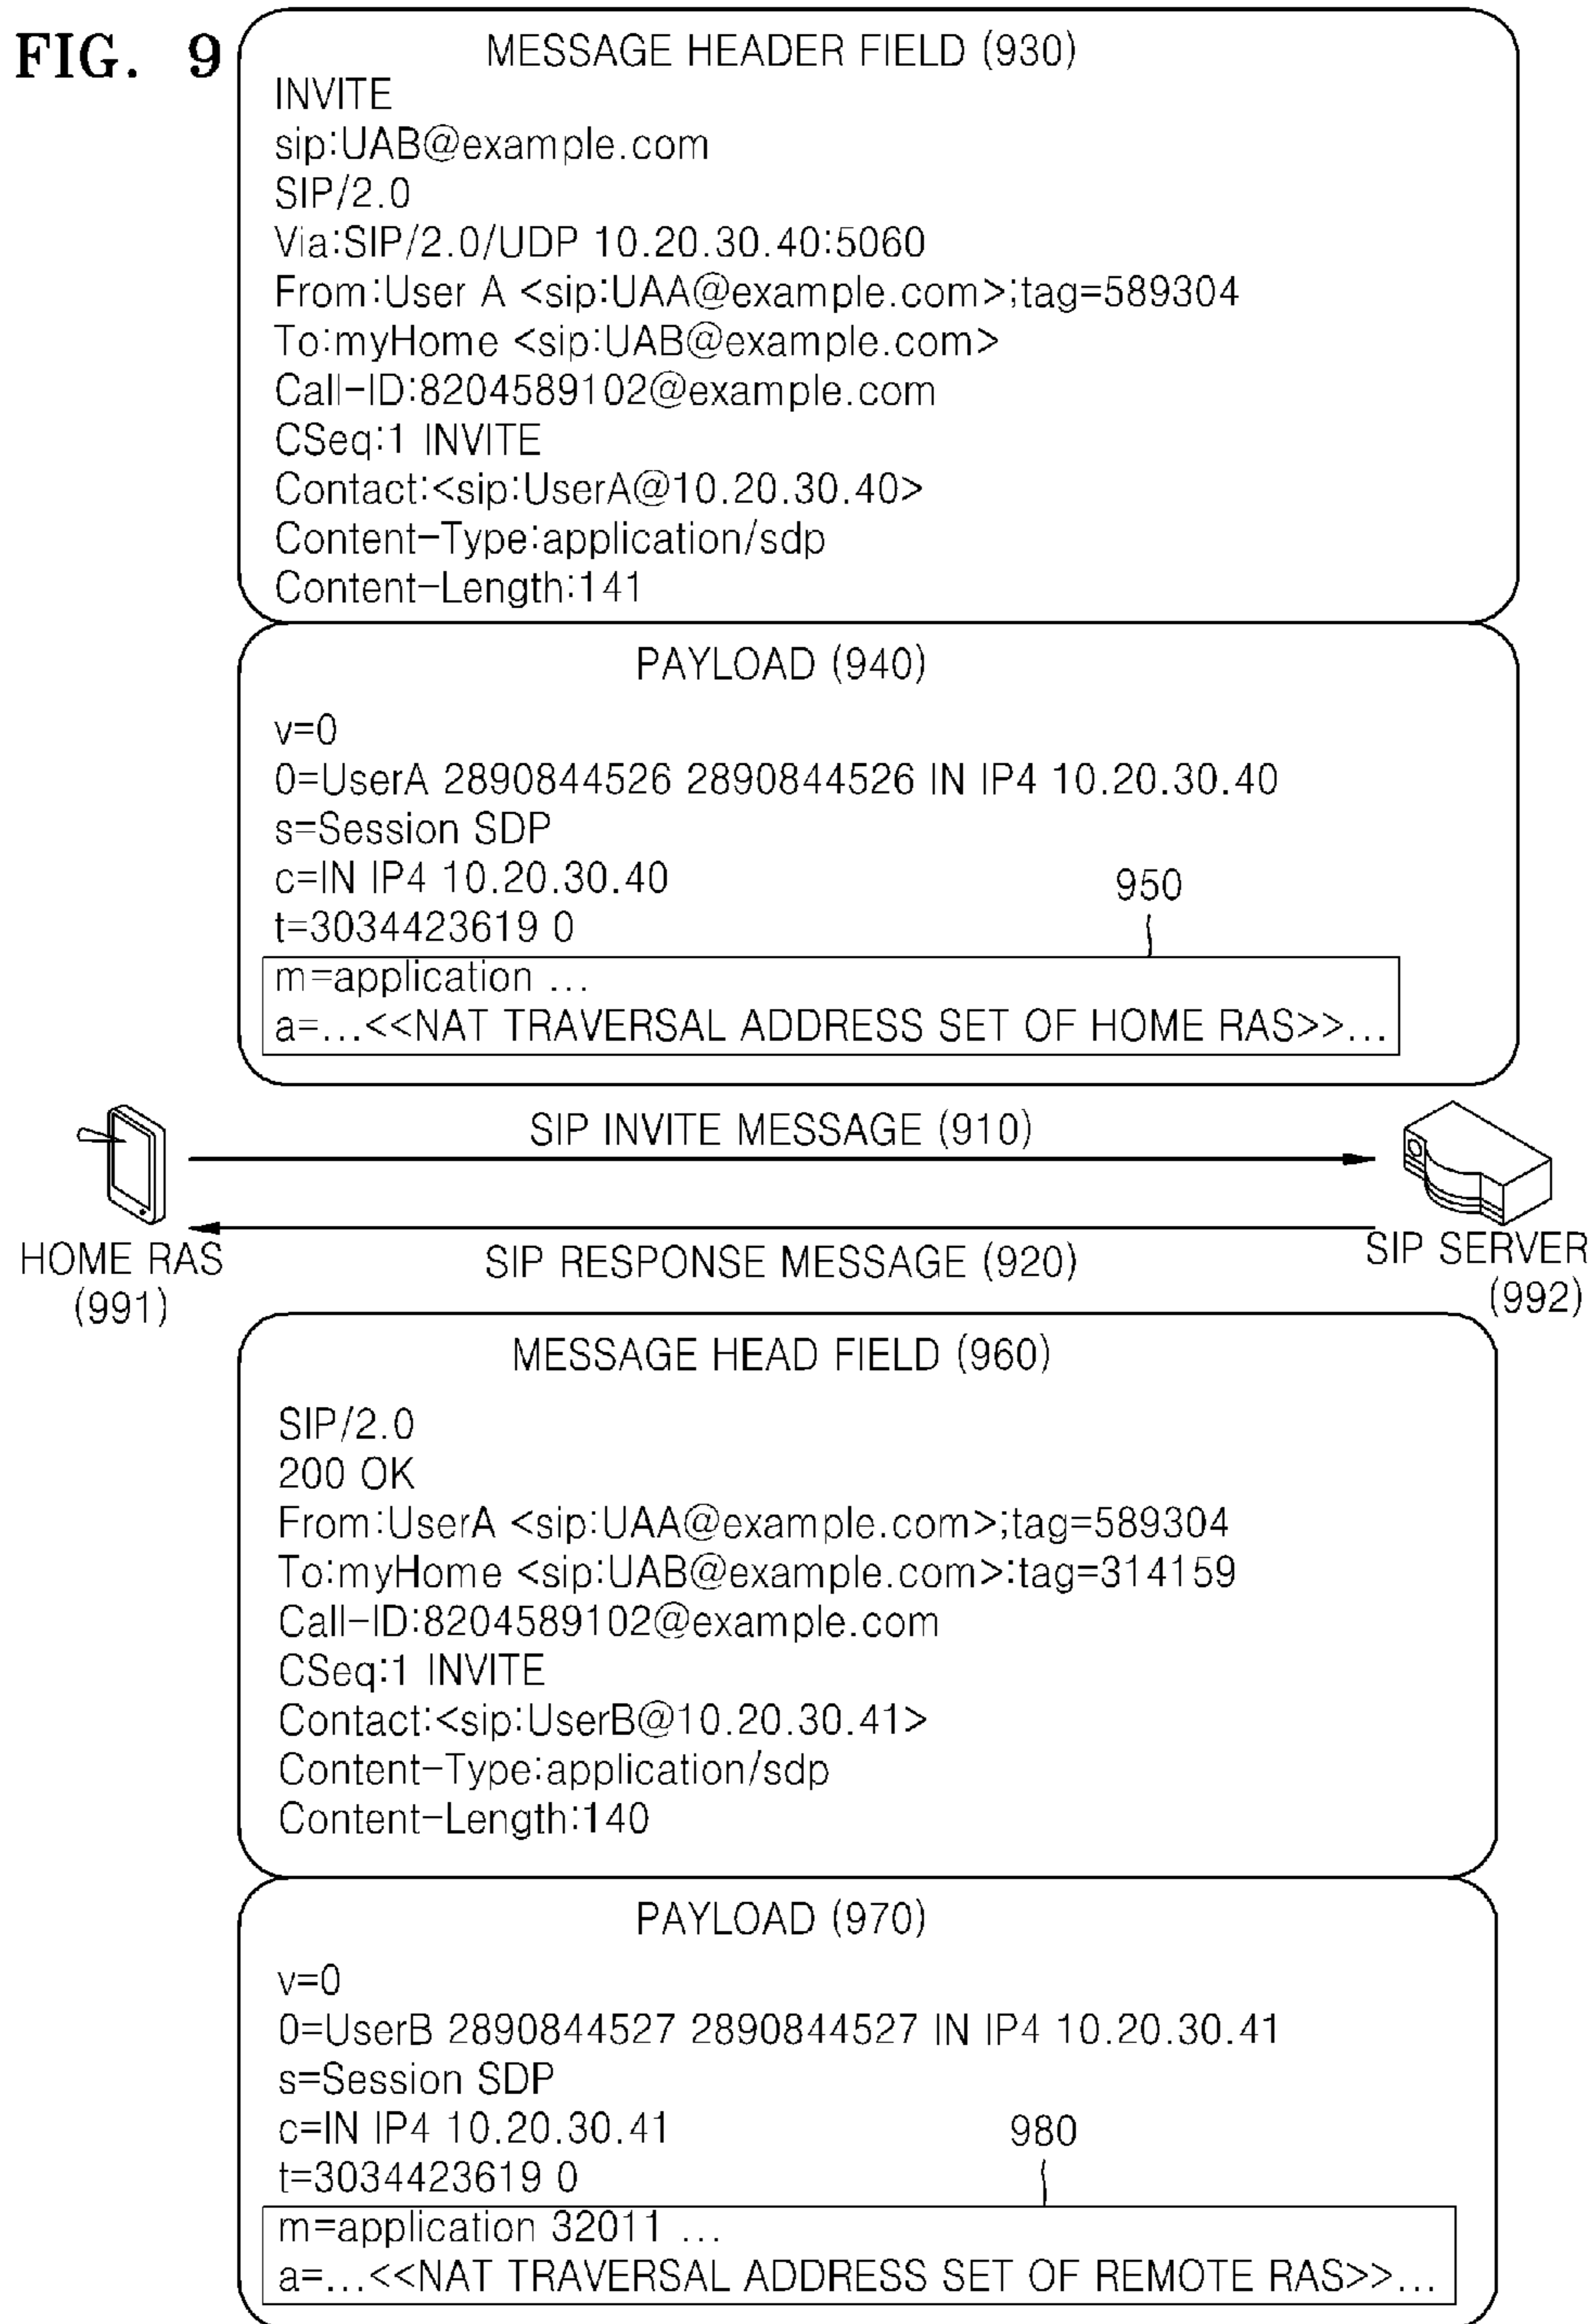 FIG. 9
MESSAGE HEADER FIELD (930)
INVITE
sip:UAB@example.com
SIP/2.0
Via:SIP/2.0/UDP 10.20.30.40:5060
From:User A <sip:UAA@example.com>;tag=589304
To:myHome <sip:UAB@example.com>
Call-ID:8204589102@example.com
CSeq:1 INVITE
Contact:<sip:UserA@10.20.30.40>
Content-Type:application/sdp
Content-Length:141
PAYLOAD (940)
v=0
0=UserA 2890844526 2890844526 IN IP4 10.20.30.40
s=Session SDP
c=IN IP4 10.20.30.40
950
t=3034423619 0
m=application ...
a=...<<NAT TRAVERSAL ADDRESS SET OF HOME RAS>>...
SIP INVITE MESSAGE (910)
HOME RAS
(991)
SIP RESPONSE MESSAGE (920)
SIP SERVER
(992)
MESSAGE HEAD FIELD (960)
SIP/2.0
200 OK
From:UserA <sip:UAA@example.com>;tag=589304
To:myHome <sip:UAB@example.com>:tag=314159
Call-ID:8204589102@example.com
CSeq:1 INVITE
Contact:<sip:UserB@10.20.30.41>
Content-Type:application/sdp
Content-Length:140
PAYLOAD (970)
v=0
0=UserB 2890844527 2890844527 IN IP4 10.20.30.41
s=Session SDP
c=IN IP4 10.20.30.41
980
t=3034423619 0
m=application 32011 ...
a=...<<NAT TRAVERSAL ADDRESS SET OF REMOTE RAS>>...